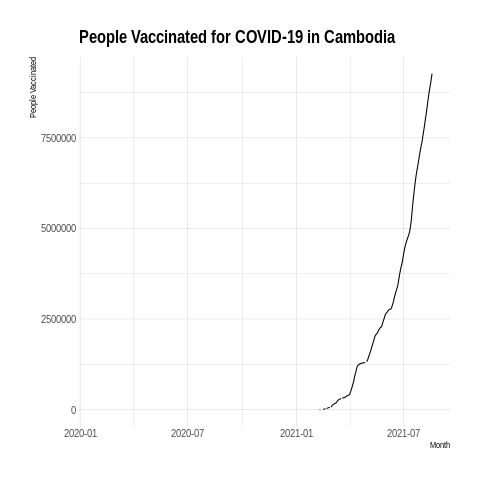 People Vaccinated for COVID-19 in Cambodia
People Vaccinated
7500000
5000000
2500000
0
2020-01 2020-07 2021-01 2021-07
Month